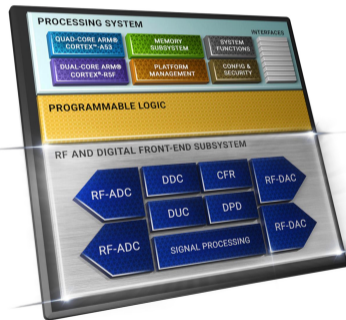 PROCESSING SYSTEM
QUAD-CORE ARM®
CORTEX™-A53
MEMORY
SUBSYSTEM
SYSTEM
FUNCTIONS
INTERFACES
DUAL-CORE ARM®
CORTEX®-R5F
PLATFORM
MANAGEMENT
CONFIG &
SECURITY
PROGRAMMABLE LOGIC
RF AND DIGITAL FRONT-END SUBSYSTEM
RF-ADC
DDC
CFR
RF-DAC
DUC
DPD
RF-ADC
SIGNAL PROCESSING
RF-DAC